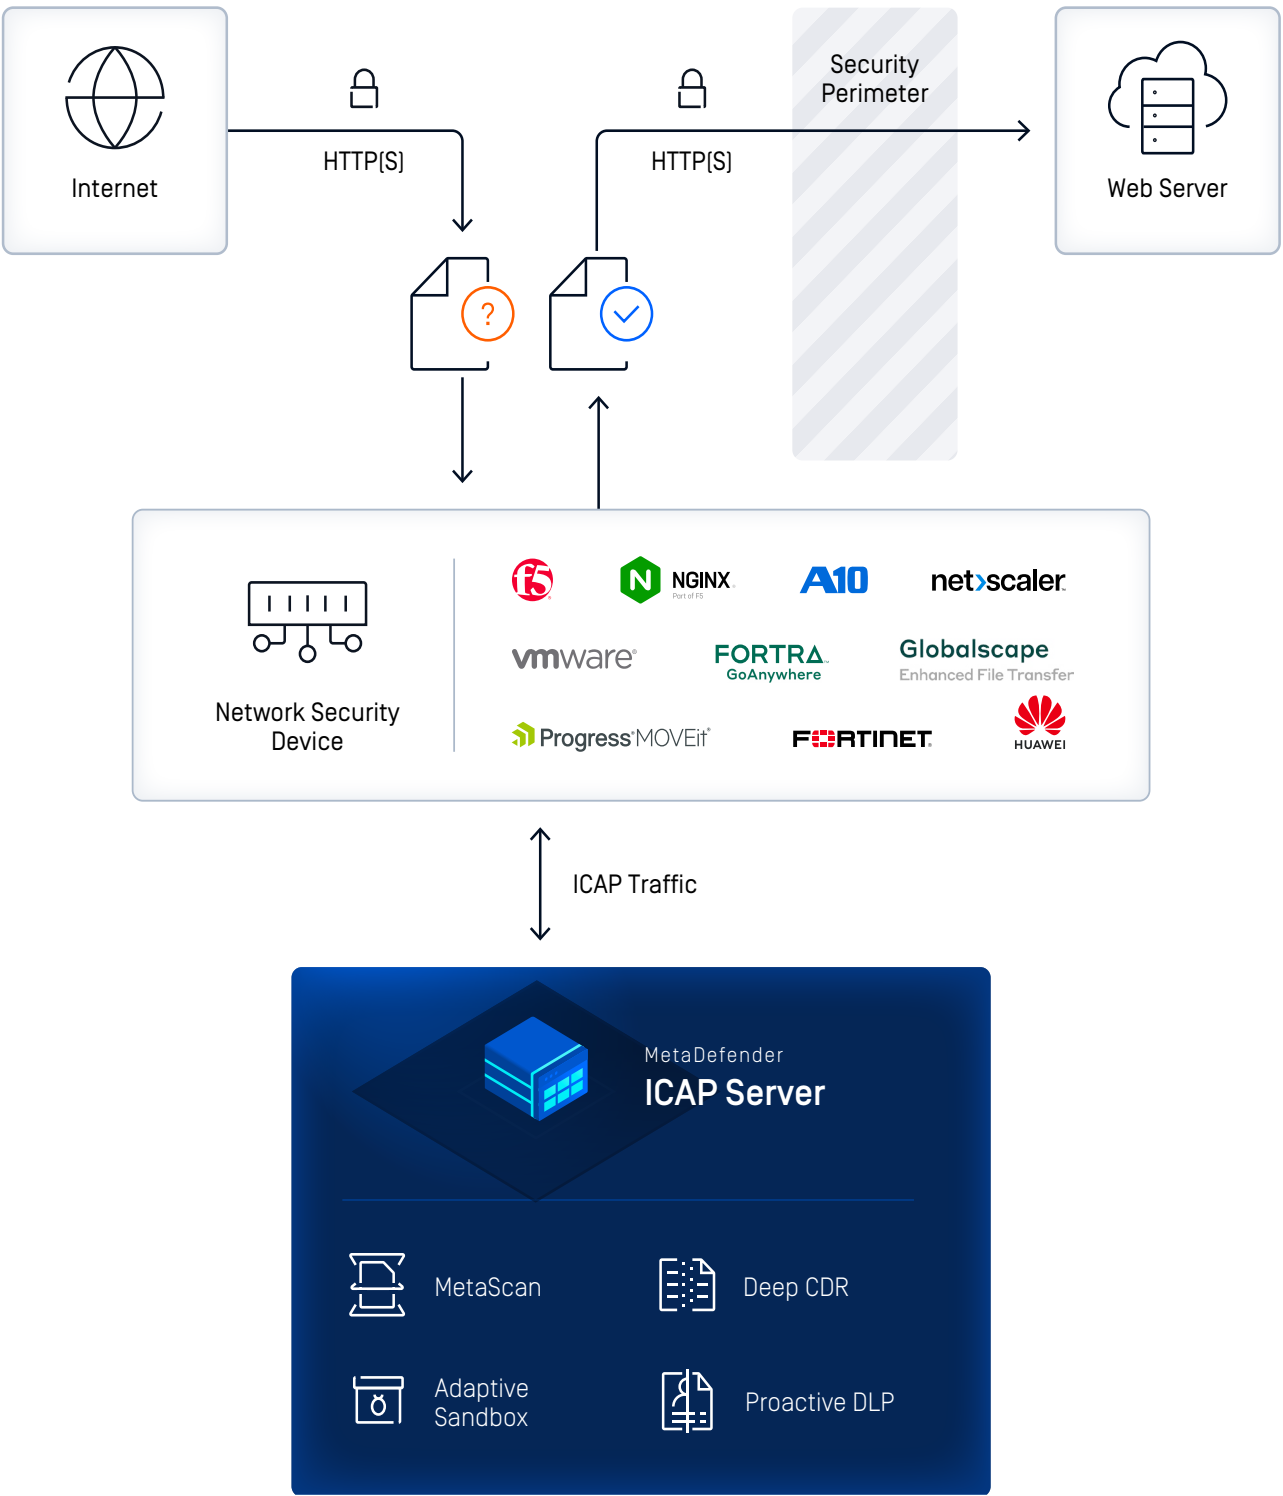 Internet
HTTP(S)
HTTP(S)
Security
Perimeter
Web Server
?
Network Security
Device
f5
N NGINX
Part of F5
A10
net>scaler
vmware®
FORTRA
GoAnywhere
Globalscape
Enhanced File Transfer
Progress® MOVEit®
FORTINET
HUAWEI
ICAP Traffic
MetaDefender
ICAP Server
MetaScan
Deep CDR
Adaptive
Sandbox
Proactive DLP